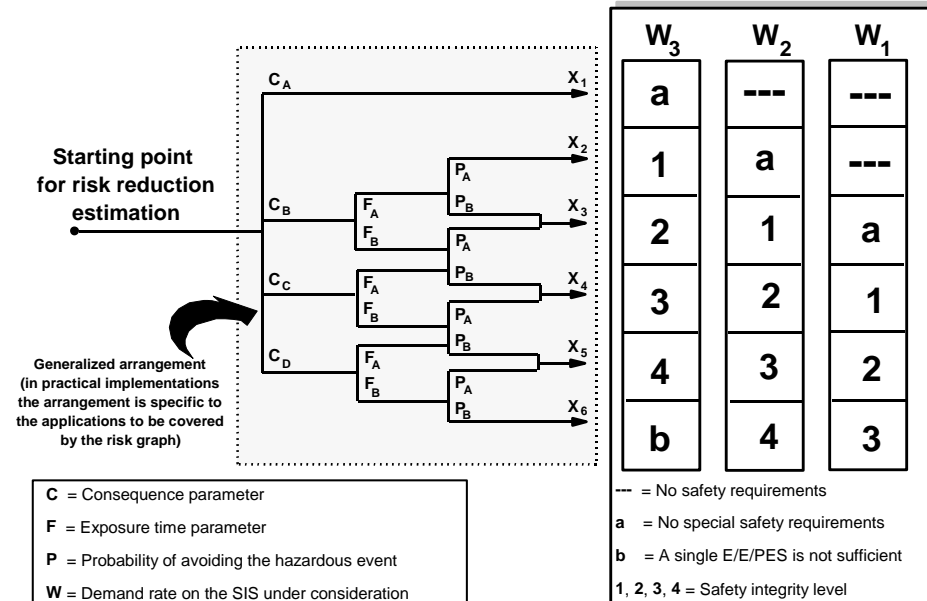 W3 W2 W1
CA X1
a --- ---
X2
Starting point
for risk reduction
estimation
PA
1 a ---
CB FA PB X3
FB PA
2 1 a
CC FA PB X4
FB PA
3 2 1
Generalized arrangement
(in practical implementations
the arrangement is specific to
the applications to be covered
by the risk graph)
CD FA PB X5
FB PA
4 3 2
PB X6
b 4 3
C = Consequence parameter
F = Exposure time parameter
P = Probability of avoiding the hazardous event
W = Demand rate on the SIS under consideration
--- = No safety requirements
a = No special safety requirements
b = A single E/E/PES is not sufficient
1, 2, 3, 4 = Safety integrity level